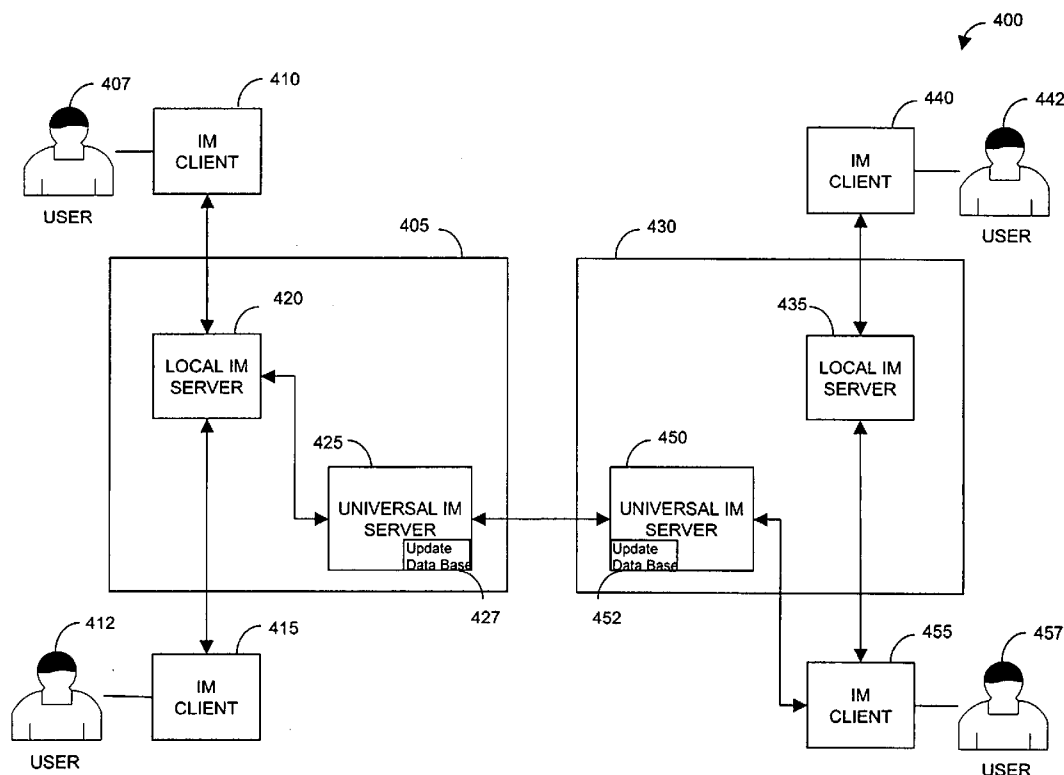 400
407
410
440
442
IM
CLIENT
IM
CLIENT
USER
USER
405
430
420
435
LOCAL IM
SERVER
LOCAL IM
SERVER
425
450
UNIVERSAL IM
SERVER
UNIVERSAL IM
SERVER
Update
Data Base
Update
Data Base
427
452
412
415
455
457
IM
CLIENT
IM
CLIENT
USER
USER